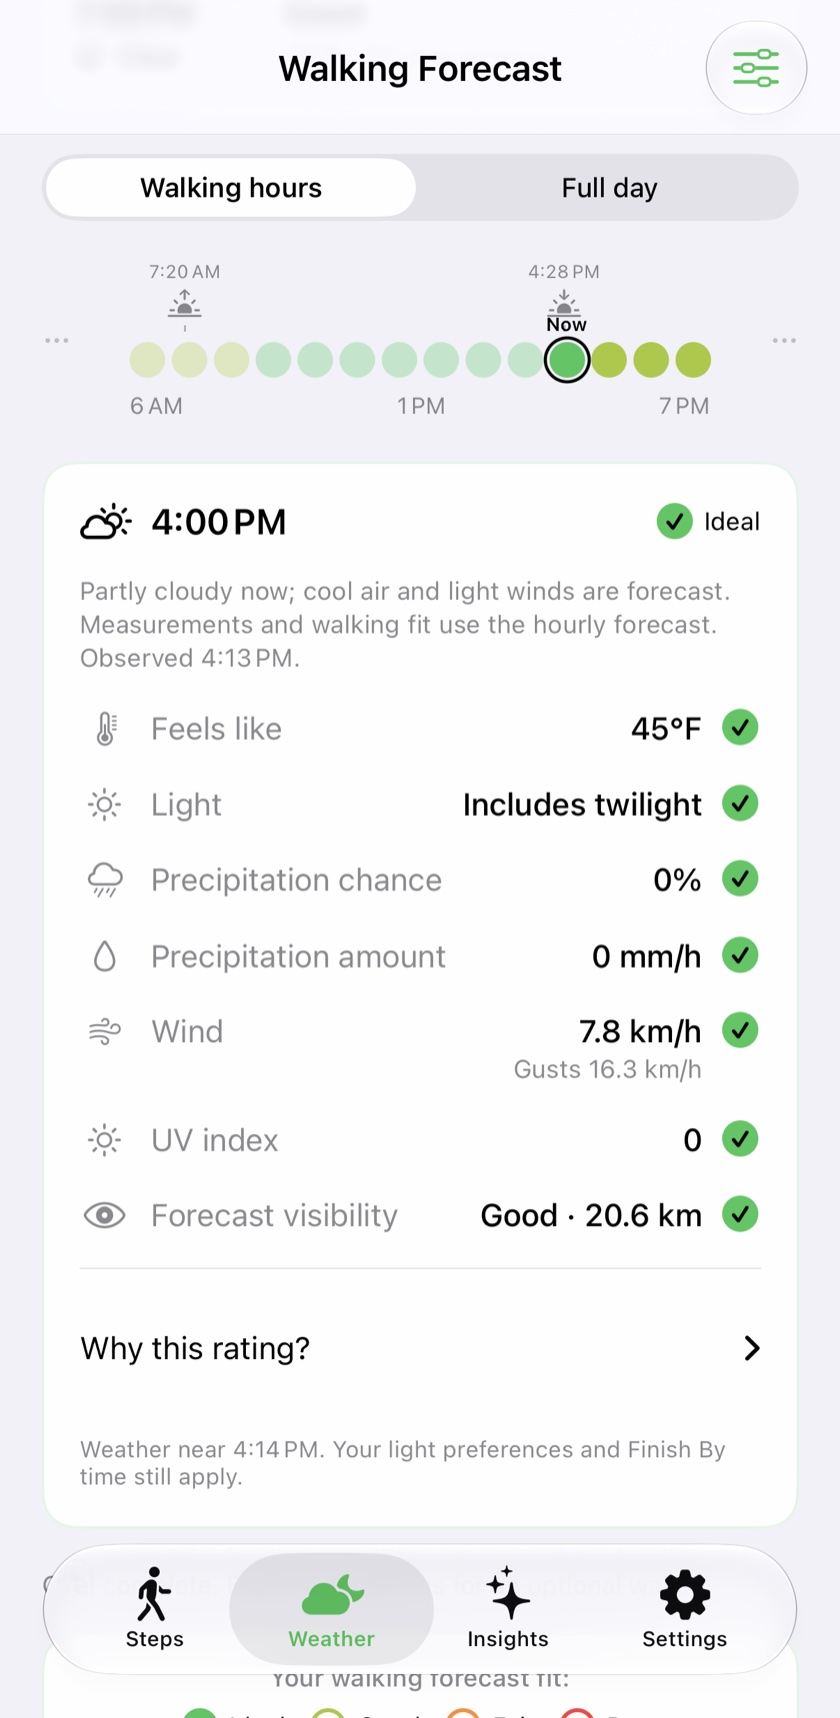 Walking Forecast
Walking hours
Full day
7:20 AM
4:28 PM
Now
6 AM
1 PM
7 PM
4:00 PM
Ideal
Partly cloudy now; cool air and light winds are forecast.
Measurements and walking fit use the hourly forecast.
Observed 4:13 PM.
Feels like
45°F
Light
Includes twilight
Precipitation chance
0%
Precipitation amount
0 mm/h
Wind
7.8 km/h
Gusts 16.3 km/h
UV index
0
Forecast visibility
Good · 20.6 km
Why this rating?
Weather near 4:14 PM. Your light preferences and Finish By
time still apply.
Steps
Weather
Insights
Settings
Your walking forecast fit: